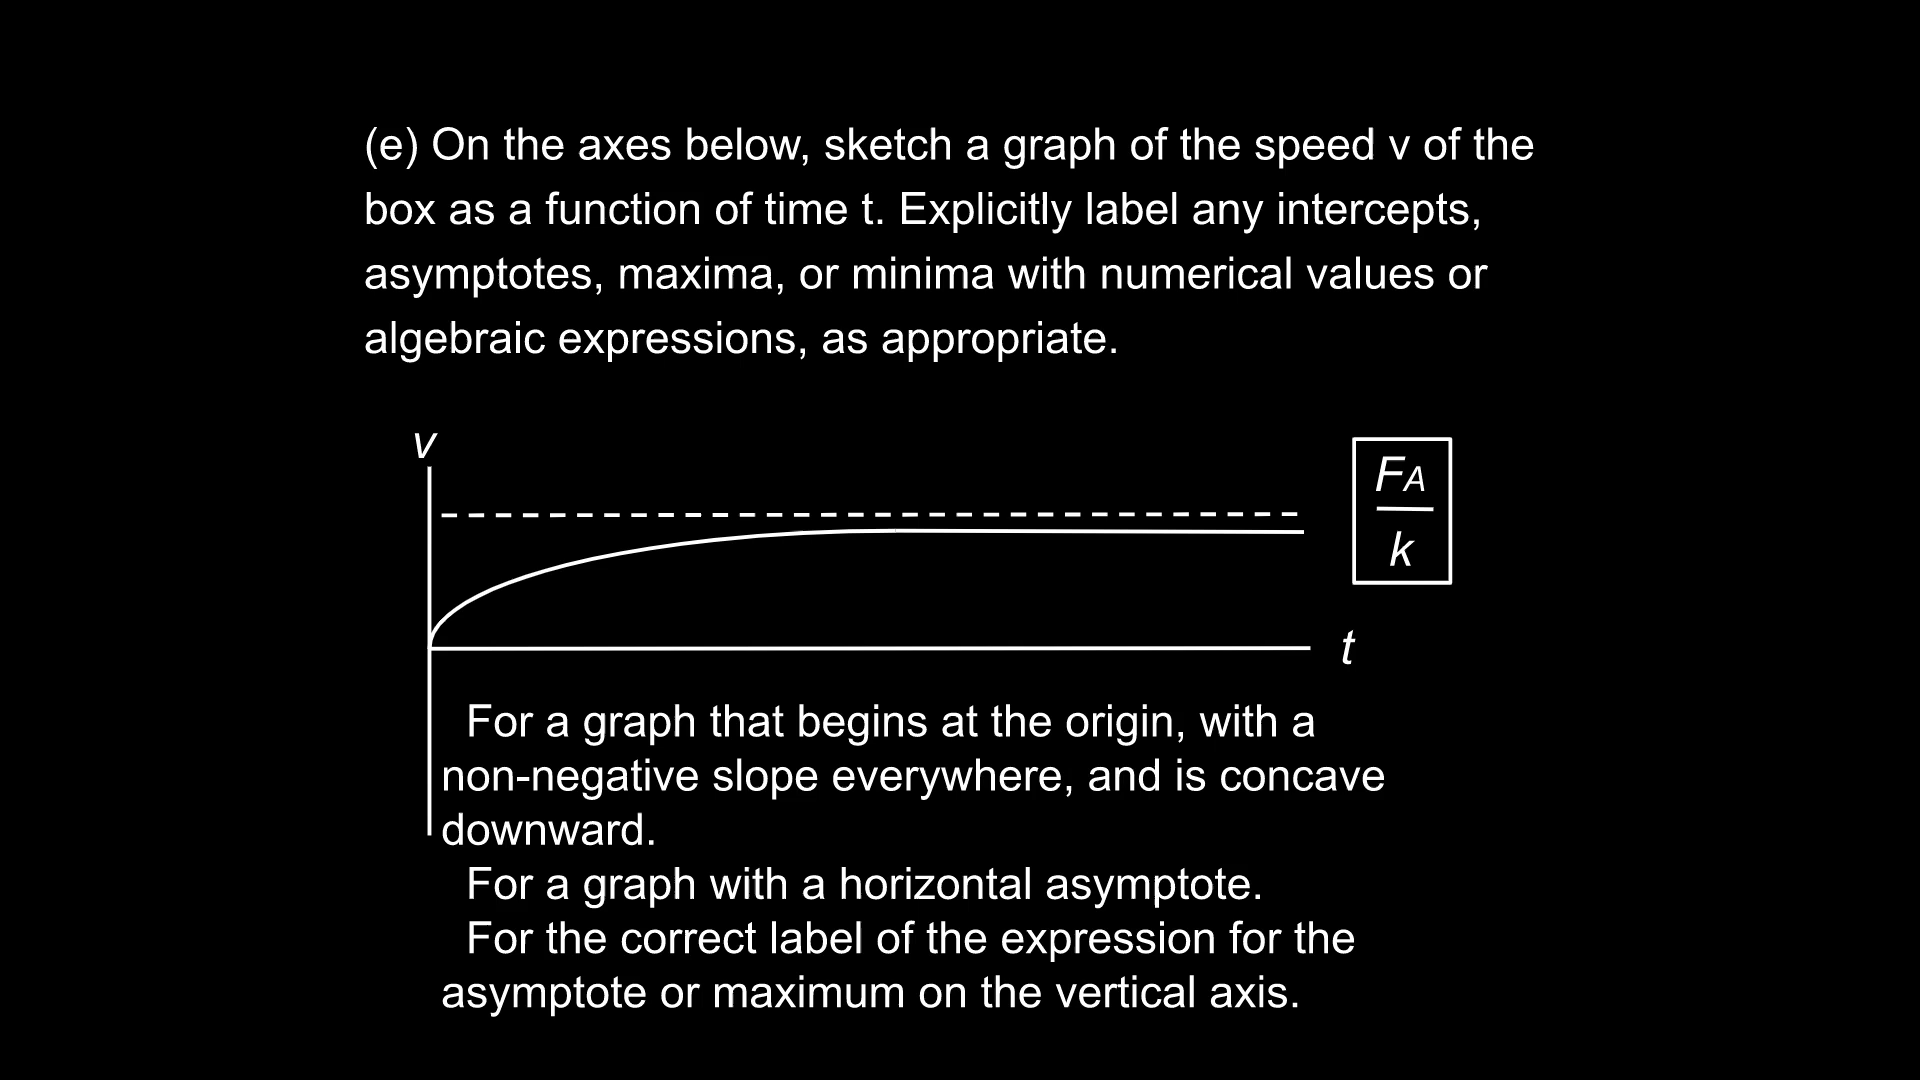 (e) On the axes below, sketch a graph of the speed v of the
box as a function of time t. Explicitly label any intercepts,
asymptotes, maxima, or minima with numerical values or
algebraic expressions, as appropriate.
v
FA
k
t
For a graph that begins at the origin, with a
non-negative slope everywhere, and is concave
downward.
For a graph with a horizontal asymptote.
For the correct label of the expression for the
asymptote or maximum on the vertical axis.